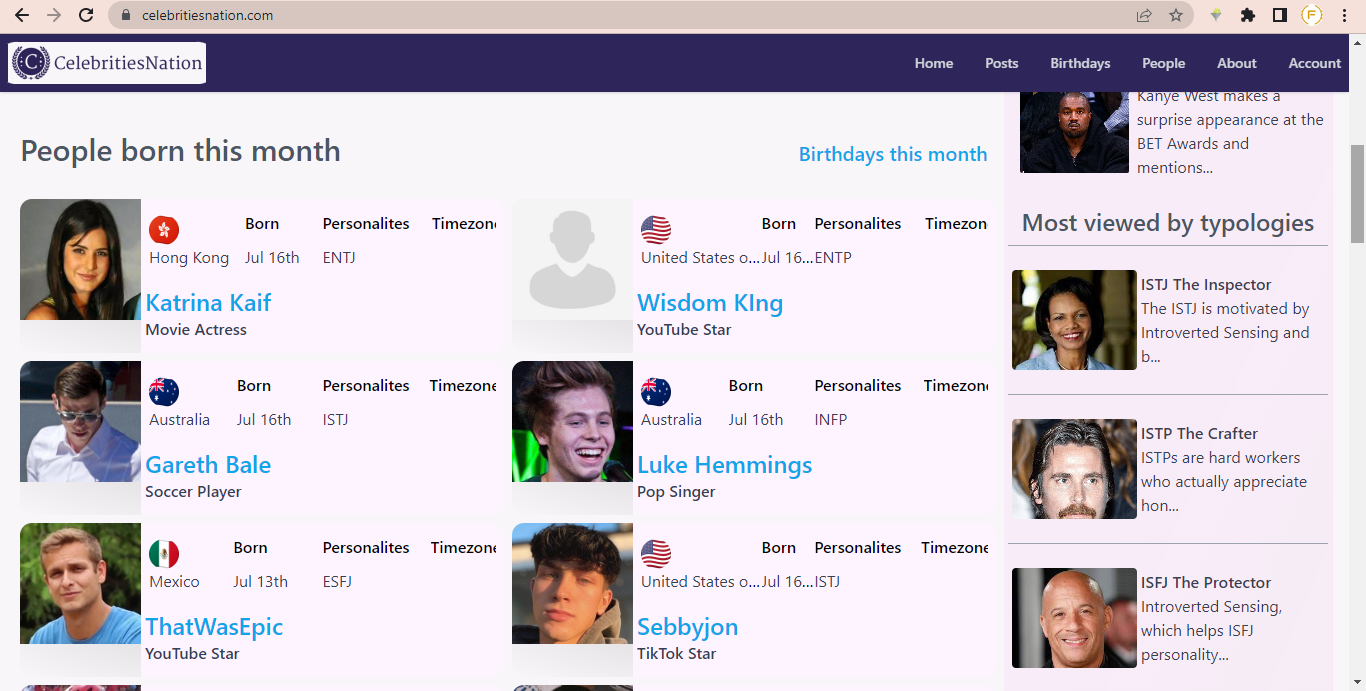 celebritiesnation.com
F
C CelebritiesNation
Home Posts Birthdays People About Account
People born this month
Birthdays this month
Born Personalites Timezon
Hong Kong Jul 16th ENTJ
Katrina Kaif
Movie Actress
Born Personalites Timezon
United States o... Jul 16... ENTP
Wisdom KIng
YouTube Star
Born Personalites Timezone
Australia Jul 16th ISTJ
Gareth Bale
Soccer Player
Born Personalites Timezone
Australia Jul 16th INFP
Luke Hemmings
Pop Singer
Born Personalites Timezone
Mexico Jul 13th ESFJ
ThatWasEpic
YouTube Star
Born Personalites Timezone
United States o... Jul 16... ISTJ
Sebbyjon
TikTok Star
Kanye West makes a
surprise appearance at the
BET Awards and
mentions...
Most viewed by typologies
ISTJ The Inspector
The ISTJ is motivated by
Introverted Sensing and
b...
ISTP The Crafter
ISTPs are hard workers
who actually appreciate
hon...
ISFJ The Protector
Introverted Sensing,
which helps ISFJ
personality...